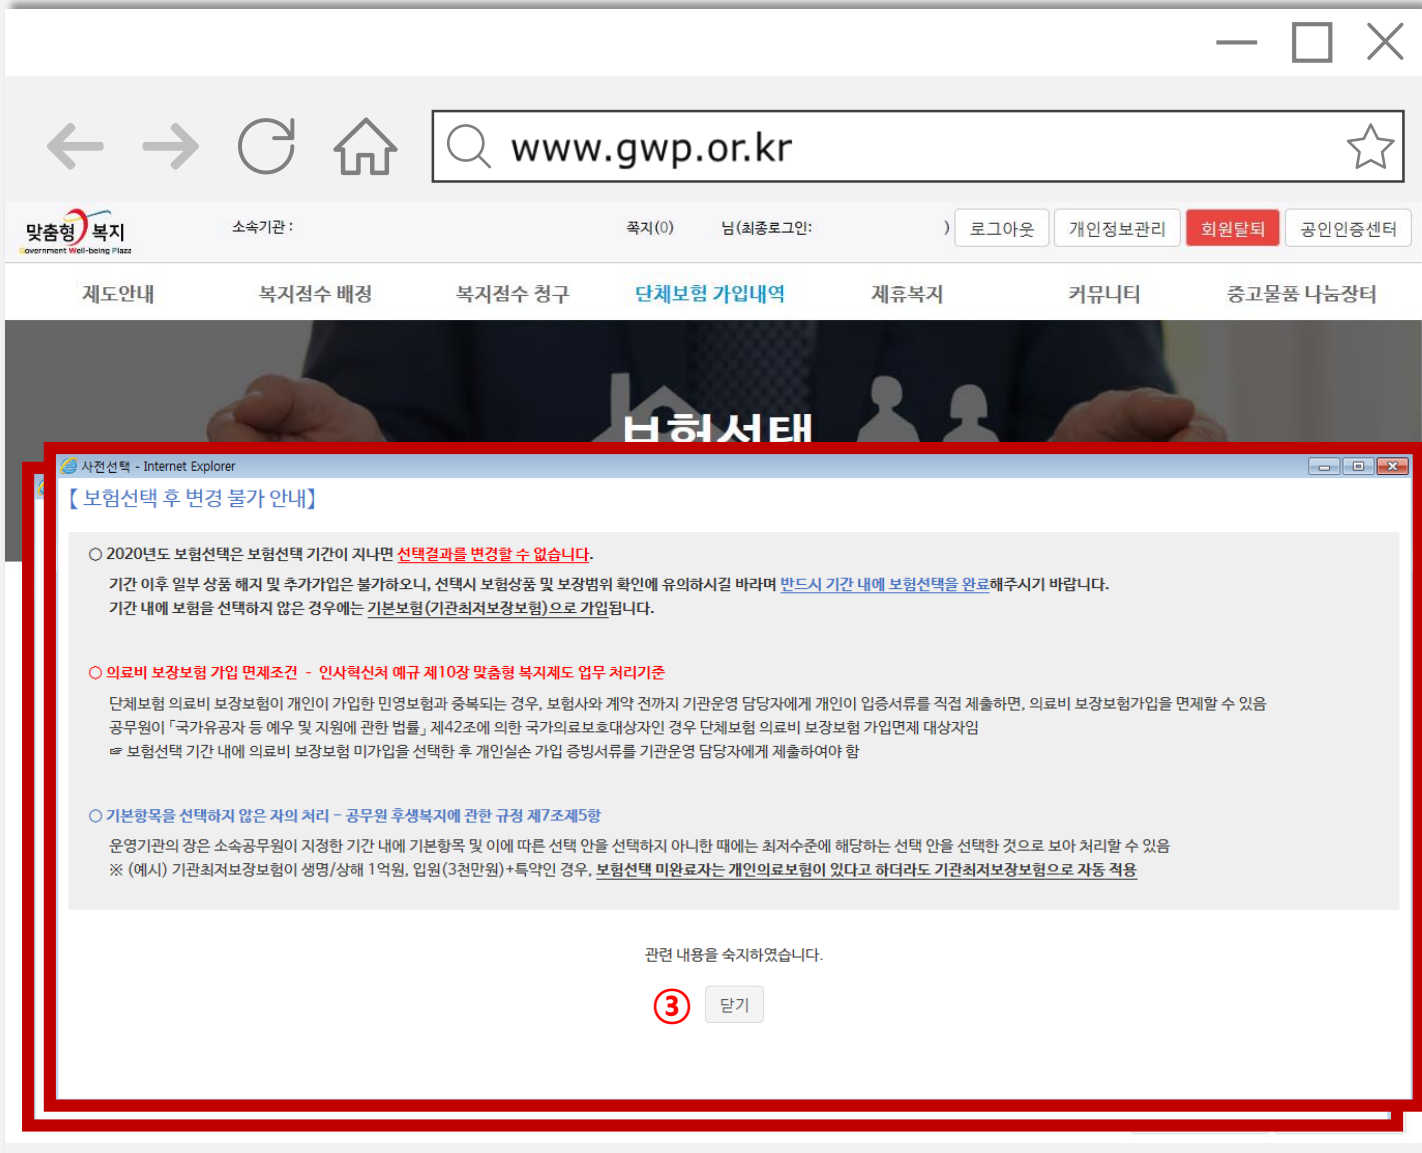 www.gwp.or.kr
맞춤형 복지
Government Well-being Plaza
소속기관 :
쪽지(0)
님(최종로그인:
)
로그아웃
개인정보관리
회원탈퇴
공인인증센터
제도안내
복지점수 배정
복지점수 청구
단체보험 가입내역
제휴복지
커뮤니티
중고물품 나눔장터
보험선택
사전선택 - Internet Explorer
【 보험선택 후 변경 불가 안내】
○ 2020년도 보험선택은 보험선택 기간이 지나면 선택결과를 변경할 수 없습니다.
기간 이후 일부 상품 해지 및 추가가입은 불가하오니, 선택시 보험상품 및 보장범위 확인에 유의하시길 바라며 반드시 기간 내에 보험선택을 완료해주시기 바랍니다.
기간 내에 보험을 선택하지 않은 경우에는 기본보험(기관최저보장보험)으로 가입됩니다.
○ 의료비 보장보험 가입 면제조건 - 인사혁신처 예규 제10장 맞춤형 복지제도 업무 처리기준
단체보험 의료비 보장보험이 개인이 가입한 민영보험과 중복되는 경우, 보험사와 계약 전까지 기관운영 담당자에게 개인이 입증서류를 직접 제출하면, 의료비 보장보험가입을 면제할 수 있음
공무원이 「국가유공자 등 예우 및 지원에 관한 법률」 제42조에 의한 국가의료보호대상자인 경우 단체보험 의료비 보장보험 가입면제 대상자임
☞ 보험선택 기간 내에 의료비 보장보험 미가입을 선택한 후 개인실손 가입 증빙서류를 기관운영 담당자에게 제출하여야 함
○ 기본항목을 선택하지 않은 자의 처리 - 공무원 후생복지에 관한 규정 제7조제5항
운영기관의 장은 소속공무원이 지정한 기간 내에 기본항목 및 이에 따른 선택 안을 선택하지 아니한 때에는 최저수준에 해당하는 선택 안을 선택한 것으로 보아 처리할 수 있음
※ (예시) 기관최저보장보험이 생명/상해 1억원, 입원(3천만원)+특약인 경우, 보험선택 미완료자는 개인의료보험이 있다고 하더라도 기관최저보장보험으로 자동 적용
관련 내용을 숙지하였습니다.
③ 닫기